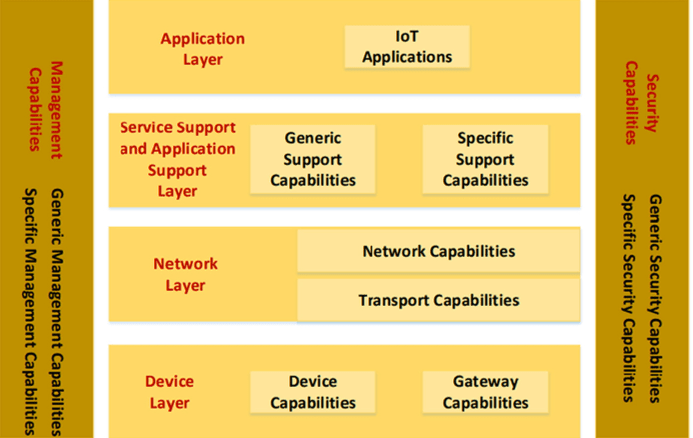 Management
Capabilities
Generic Management Capabilities
Specific Management Capabilities
Application
Layer
IoT
Applications
Service Support
and Application
Support
Layer
Generic
Support
Capabilities
Specific
Support
Capabilities
Network
Layer
Network Capabilities
Transport Capabilities
Device
Layer
Device
Capabilities
Gateway
Capabilities
Security
Capabilities
Generic Security Capabilities
Specific Security Capabilities